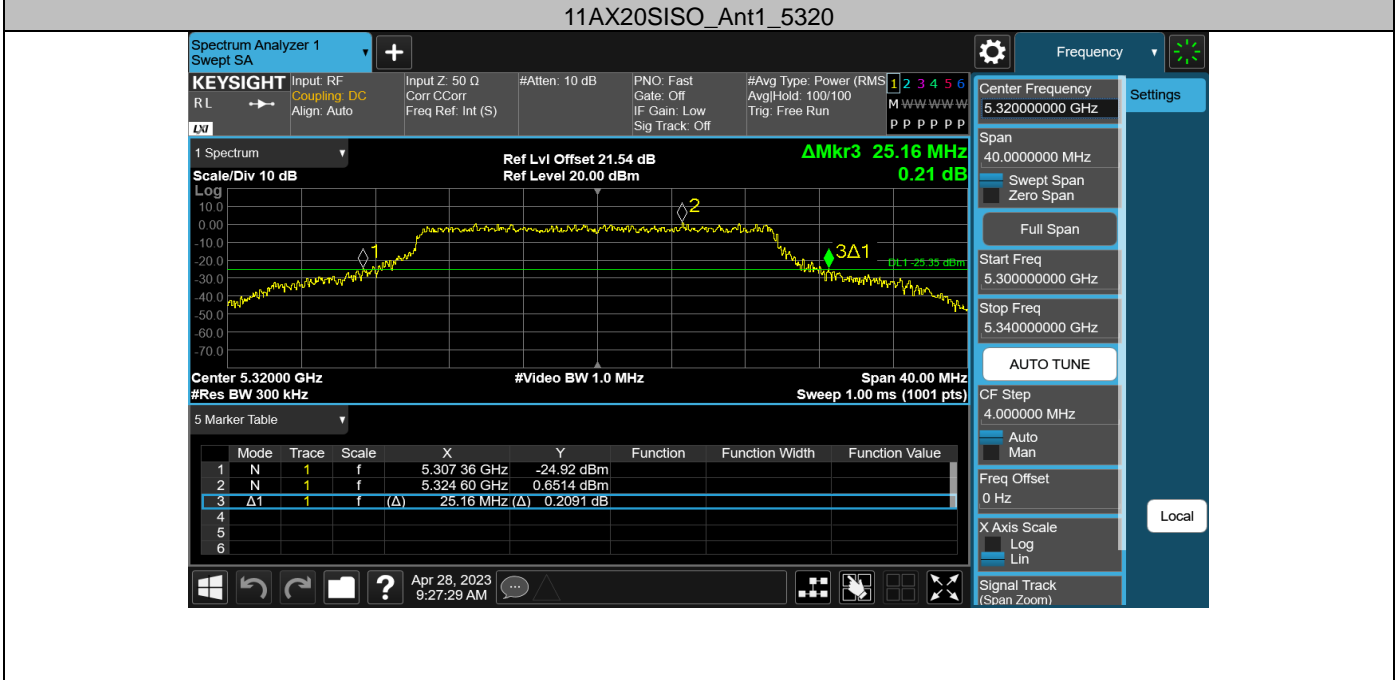 11AX20SISO_Ant1_5320
Spectrum Analyzer 1
Swept SA
Frequency
KEYSIGHT
R L
LXI
Input: RF
Coupling: DC
Align: Auto
Input Z: 50 Ω
Corr CCorr
Freq Ref: Int (S)
#Atten: 10 dB
PNO: Fast
Gate: Off
IF Gain: Low
Sig Track: Off
#Avg Type: Power (RMS
Avg|Hold: 100/100
Trig: Free Run
1 2 3 4 5 6
M W W W W W
P P P P P P
1 Spectrum
Scale/Div 10 dB
Ref Lvl Offset 21.54 dB
Ref Level 20.00 dBm
ΔMkr3 25.16 MHz
0.21 dB
Log
10.0
0.00
-10.0
-20.0
-30.0
-40.0
-50.0
-60.0
-70.0
1
2
3Δ1
DL1 -25.35 dBm
Center 5.32000 GHz
#Video BW 1.0 MHz
Span 40.00 MHz
#Res BW 300 kHz
Sweep 1.00 ms (1001 pts)
5 Marker Table
Mode Trace Scale X Y Function Function Width Function Value
1 N 1 f 5.307 36 GHz -24.92 dBm
2 N 1 f 5.324 60 GHz 0.6514 dBm
3 Δ1 1 f (Δ) 25.16 MHz (Δ) 0.2091 dB
4
5
6
?
Apr 28, 2023
9:27:29 AM
Center Frequency
5.320000000 GHz
Settings
Span
40.0000000 MHz
Swept Span
Zero Span
Full Span
Start Freq
5.300000000 GHz
Stop Freq
5.340000000 GHz
AUTO TUNE
CF Step
4.000000 MHz
Auto
Man
Freq Offset
0 Hz
X Axis Scale
Log
Lin
Local
Signal Track
(Span Zoom)